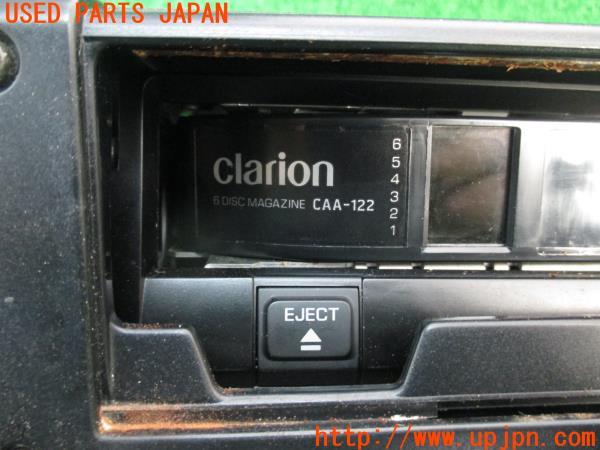 USED PARTS JAPAN
clarion
6 DISC MAGAZINE CAA-122
6
5
4
3
2
1
EJECT
http://www.upjpn.com/